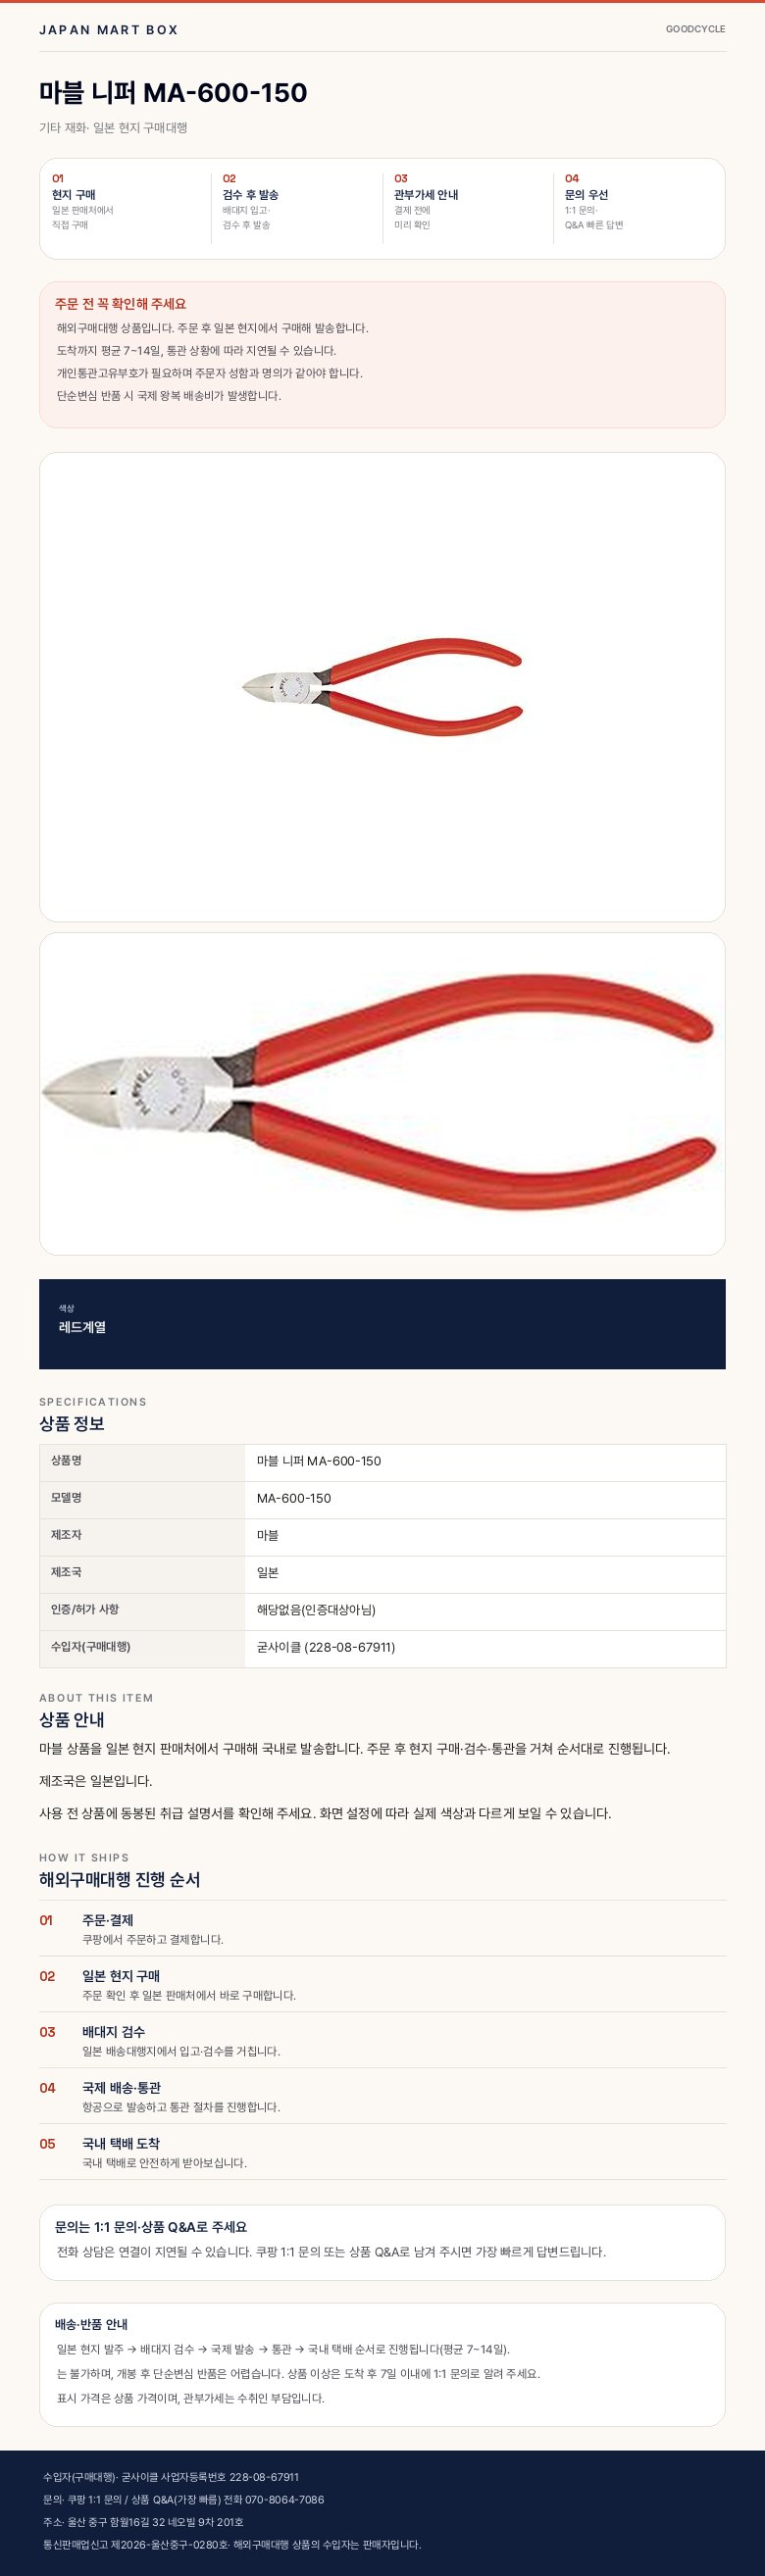 JAPAN MART BOX
GOODCYCLE
마블 니퍼 MA-600-150
기타 재화· 일본 현지 구매대행
01
현지 구매
일본 판매처에서
직접 구매
02
검수 후 발송
배대지 입고·
검수 후 발송
03
관부가세 안내
결제 전에
미리 확인
04
문의 우선
1:1 문의·
Q&A 빠른 답변
주문 전 꼭 확인해 주세요
해외구매대행 상품입니다. 주문 후 일본 현지에서 구매해 발송합니다.
도착까지 평균 7~14일, 통관 상황에 따라 지연될 수 있습니다.
개인통관고유부호가 필요하며 주문자 성함과 명의가 같아야 합니다.
단순변심 반품 시 국제 왕복 배송비가 발생합니다.
MARVEL
색상
레드계열
SPECIFICATIONS
상품 정보
상품명 마블 니퍼 MA-600-150
모델명 MA-600-150
제조자 마블
제조국 일본
인증/허가 사항 해당없음(인증대상아님)
수입자(구매대행) 굳사이클 (228-08-67911)
ABOUT THIS ITEM
상품 안내
마블 상품을 일본 현지 판매처에서 구매해 국내로 발송합니다. 주문 후 현지 구매·검수·통관을 거쳐 순서대로 진행됩니다.
제조국은 일본입니다.
사용 전 상품에 동봉된 취급 설명서를 확인해 주세요. 화면 설정에 따라 실제 색상과 다르게 보일 수 있습니다.
HOW IT SHIPS
해외구매대행 진행 순서
01 주문·결제
쿠팡에서 주문하고 결제합니다.
02 일본 현지 구매
주문 확인 후 일본 판매처에서 바로 구매합니다.
03 배대지 검수
일본 배송대행지에서 입고·검수를 거칩니다.
04 국제 배송·통관
항공으로 발송하고 통관 절차를 진행합니다.
05 국내 택배 도착
국내 택배로 안전하게 받아보십니다.
문의는 1:1 문의·상품 Q&A로 주세요
전화 상담은 연결이 지연될 수 있습니다. 쿠팡 1:1 문의 또는 상품 Q&A로 남겨 주시면 가장 빠르게 답변드립니다.
배송·반품 안내
일본 현지 발주 → 배대지 검수 → 국제 발송 → 통관 → 국내 택배 순서로 진행됩니다(평균 7~14일).
는 불가하며, 개봉 후 단순변심 반품은 어렵습니다. 상품 이상은 도착 후 7일 이내에 1:1 문의로 알려 주세요.
표시 가격은 상품 가격이며, 관부가세는 수취인 부담입니다.
수입자(구매대행)· 굳사이클 사업자등록번호 228-08-67911
문의· 쿠팡 1:1 문의 / 상품 Q&A(가장 빠름) 전화 070-8064-7086
주소· 울산 중구 함월16길 32 네오빌 9차 201호
통신판매업신고 제2026-울산중구-0280호· 해외구매대행 상품의 수입자는 판매자입니다.